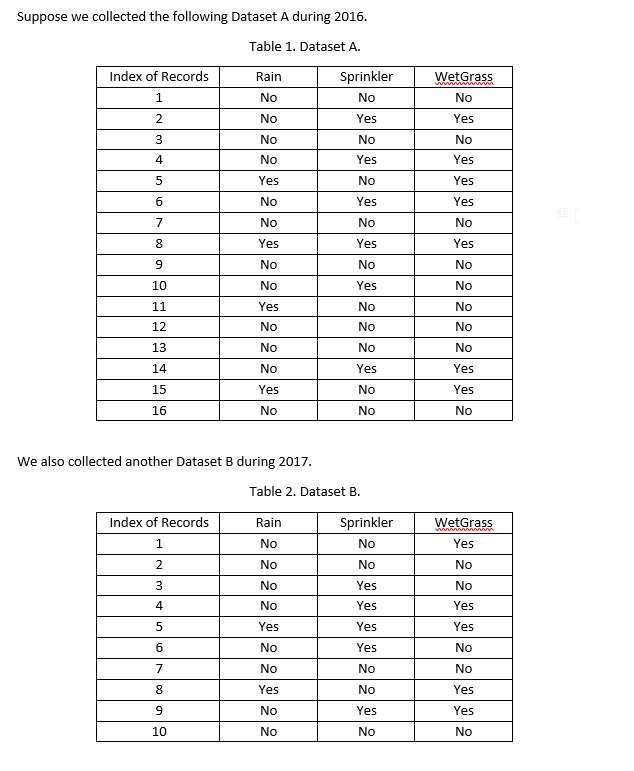 Suppose we collected the following Dataset A during 2016.
Table 1. Dataset A.
Index of Records Rain Sprinkler WetGrass
1 No No No
2 No Yes Yes
3 No No No
4 No Yes Yes
5 Yes No Yes
6 No Yes Yes
7 No No No
8 Yes Yes Yes
9 No No No
10 No Yes No
11 Yes No No
12 No No No
13 No No No
14 No Yes Yes
15 Yes No Yes
16 No No No
We also collected another Dataset B during 2017.
Table 2. Dataset B.
Index of Records Rain Sprinkler WetGrass
1 No No Yes
2 No No No
3 No Yes No
4 No Yes Yes
5 Yes Yes Yes
6 No Yes No
7 No No No
8 Yes No Yes
9 No Yes Yes
10 No No No